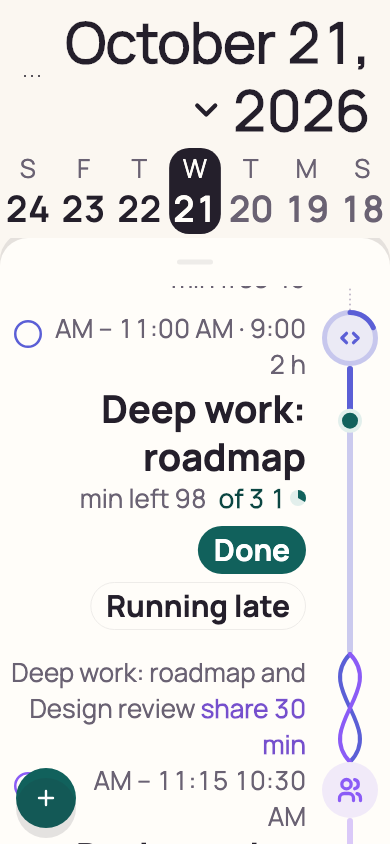 October 21,
2026
...
S F T W T M S
24 23 22 21 20 19 18
AM – 11:00 AM · 9:00
2 h
Deep work:
roadmap
min left 98 of 3 1
Done
Running late
Deep work: roadmap and
Design review share 30
min
AM – 11:15 10:30
AM